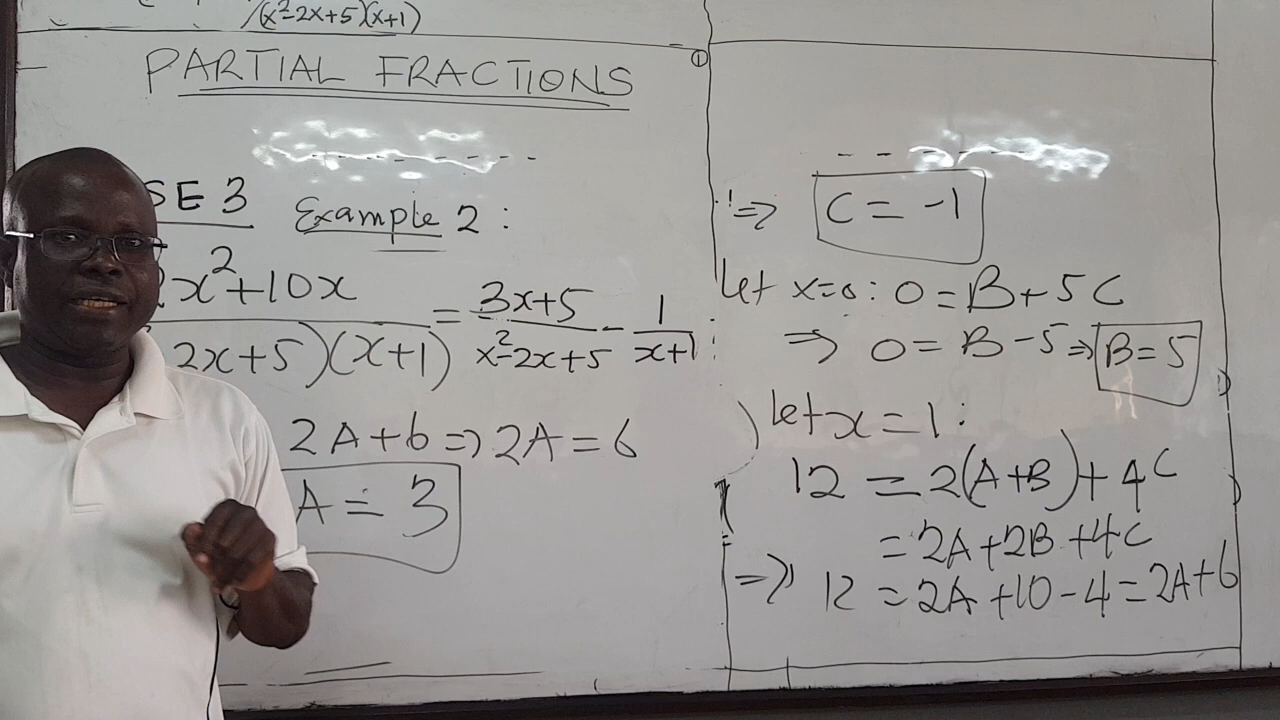 /(x²-2x+5)(x+1)
PARTIAL FRACTIONS
SE 3 Example 2 :
2x²+10x / 2x+5)(x+1) = 3x+5 / x²-2x+5 - 1 / x+1 :
2A+6 => 2A = 6
A = 3
①
=> C = -1
Let x=0 : 0 = B + 5C
=> 0 = B - 5 => B = 5
let x = 1 :
12 = 2(A+B) + 4C
= 2A + 2B + 4C
=> 12 = 2A + 10 - 4 = 2A + 6